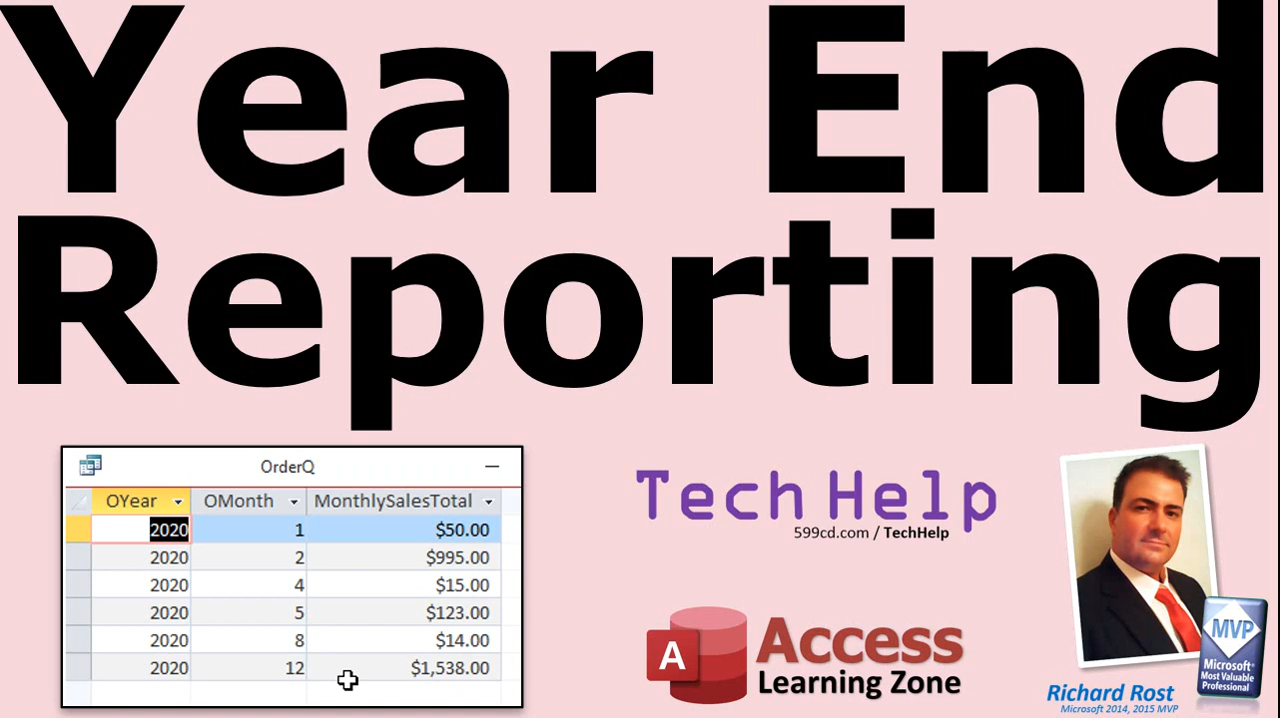 Year End
Reporting
OrderQ
OYear OMonth MonthlySalesTotal
2020 1 $50.00
2020 2 $995.00
2020 4 $15.00
2020 5 $123.00
2020 8 $14.00
2020 12 $1,538.00
TechHelp
599cd.com / TechHelp
A Access
Learning Zone
MVP
Microsoft®
Most Valuable
Professional
Richard Rost
Microsoft 2014, 2015 MVP